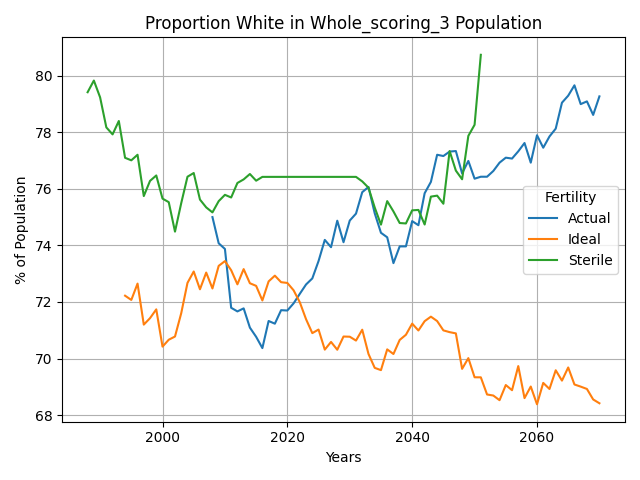 Proportion White in Whole_scoring_3 Population
% of Population
80
78
76
74
72
70
68
2000
2020
2040
2060
Years
Fertility
Actual
Ideal
Sterile